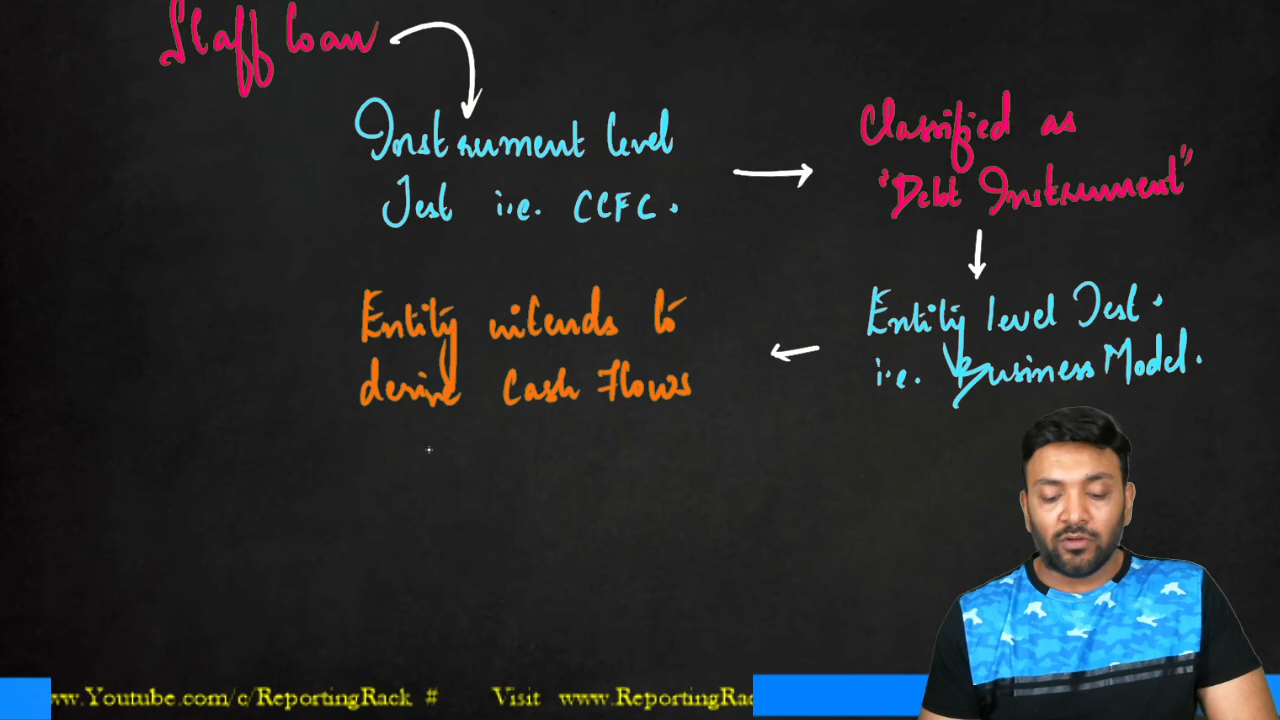 Staff loan
Instrument level
Test i.e. CCFC.
Classified as
"Debt Instrument"
Entity level Test.
i.e. Business Model.
Entity intends to
derive Cash Flows
ww.Youtube.com/c/ReportingRack # Visit www.ReportingRac